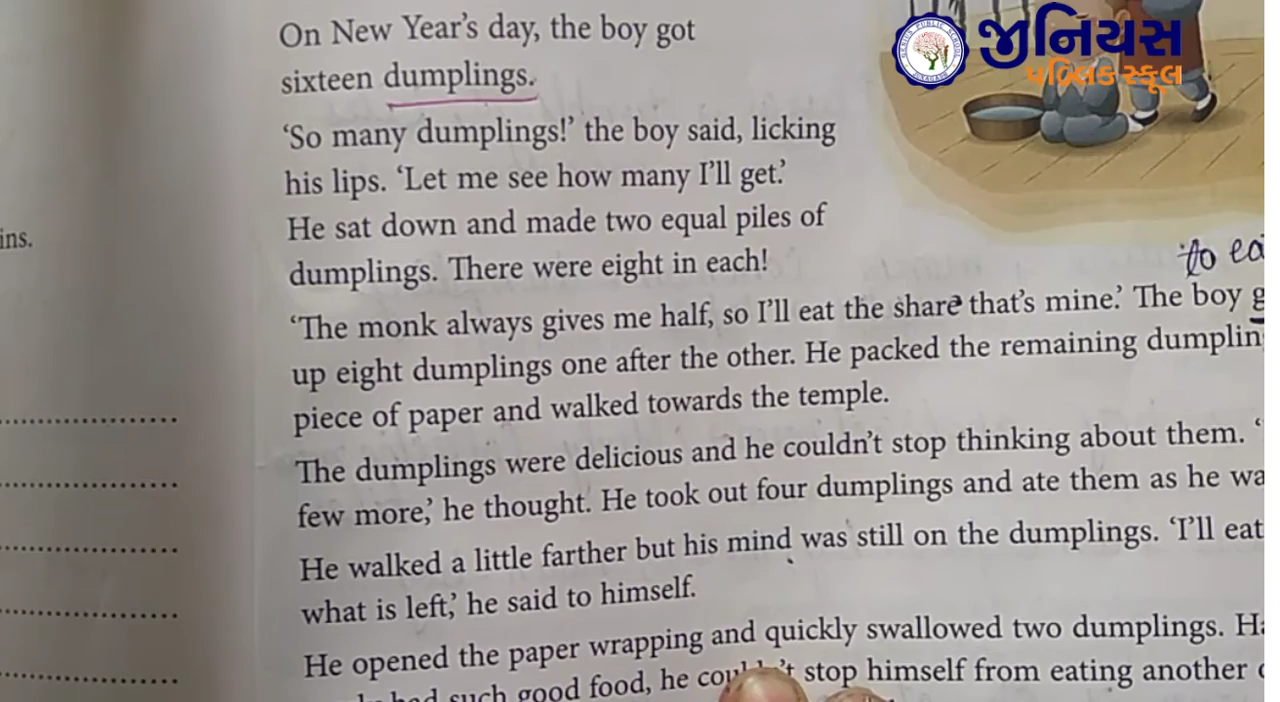 જીનિયસ
પબ્લિક સ્કૂલ
On New Year's day, the boy got
sixteen dumplings.
‘So many dumplings!’ the boy said, licking
his lips. ‘Let me see how many I’ll get.’
He sat down and made two equal piles of
dumplings. There were eight in each!
ins.
to ea
‘The monk always gives me half, so I’ll eat the share that’s mine.’ The boy g
up eight dumplings one after the other. He packed the remaining dumplin
piece of paper and walked towards the temple.
The dumplings were delicious and he couldn’t stop thinking about them. ‘
few more,’ he thought. He took out four dumplings and ate them as he wa
He walked a little farther but his mind was still on the dumplings. ‘I’ll eat
what is left,’ he said to himself.
He opened the paper wrapping and quickly swallowed two dumplings. Ha
had such good food, he couldn’t stop himself from eating another